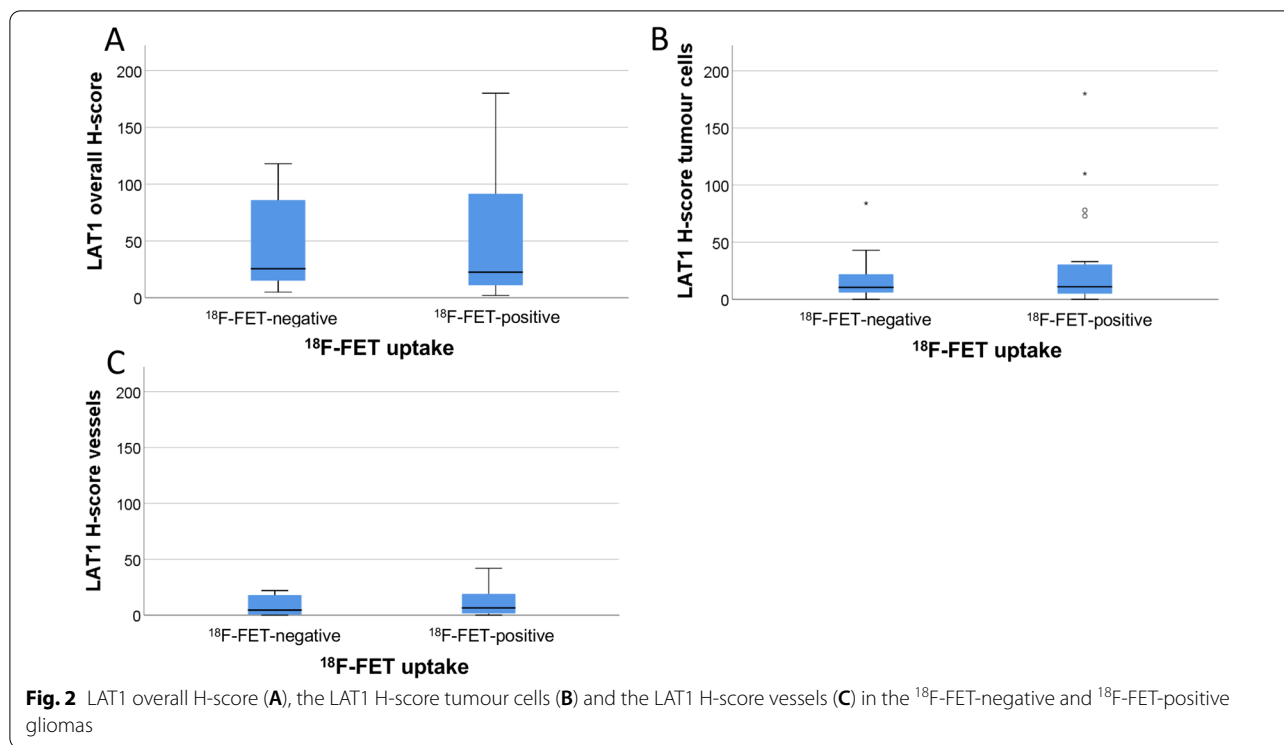 A
LAT1 overall H-score
200
150
100
50
0
¹⁸F-FET-negative
¹⁸F-FET-positive
¹⁸F-FET uptake
B
LAT1 H-score tumour cells
200
150
100
50
0
¹⁸F-FET-negative
¹⁸F-FET-positive
¹⁸F-FET uptake
C
LAT1 H-score vessels
200
150
100
50
0
¹⁸F-FET-negative
¹⁸F-FET-positive
¹⁸F-FET uptake
Fig. 2 LAT1 overall H-score (A), the LAT1 H-score tumour cells (B) and the LAT1 H-score vessels (C) in the ¹⁸F-FET-negative and ¹⁸F-FET-positive
gliomas